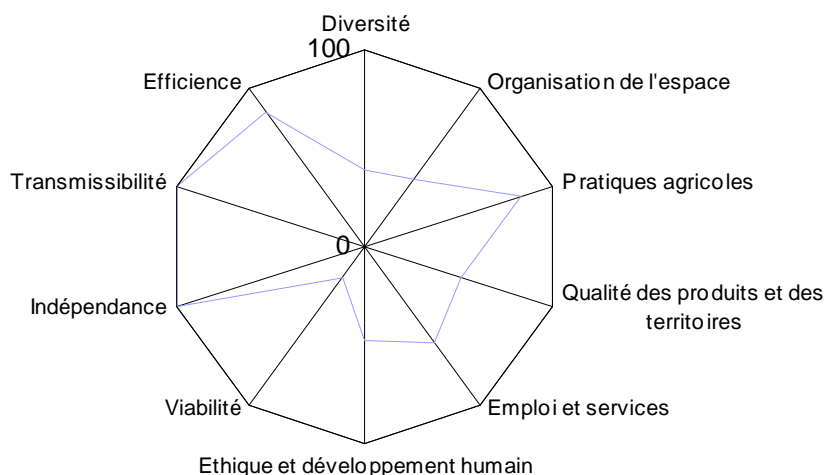 Diversité
100
Efficience
Organisation de l'espace
Transmissibilité
Pratiques agricoles
0
Indépendance
Qualité des produits et des
territoires
Viabilité
Emploi et services
Ethique et développement humain